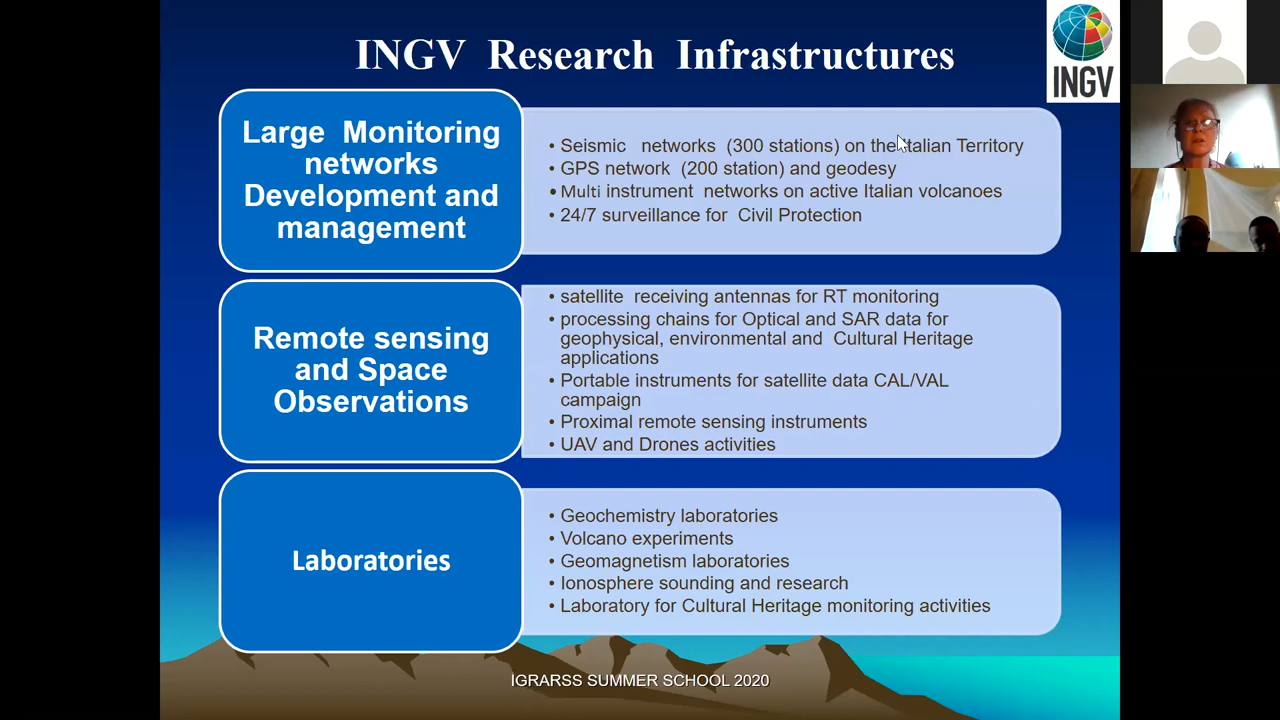 INGV Research Infrastructures
INGV
Large Monitoring
networks
Development and
management
• Seismic networks (300 stations) on the Italian Territory
• GPS network (200 station) and geodesy
• Multi instrument networks on active Italian volcanoes
• 24/7 surveillance for Civil Protection
Remote sensing
and Space
Observations
• satellite receiving antennas for RT monitoring
• processing chains for Optical and SAR data for
geophysical, environmental and Cultural Heritage
applications
• Portable instruments for satellite data CAL/VAL
campaign
• Proximal remote sensing instruments
• UAV and Drones activities
Laboratories
• Geochemistry laboratories
• Volcano experiments
• Geomagnetism laboratories
• Ionosphere sounding and research
• Laboratory for Cultural Heritage monitoring activities
IGRARSS SUMMER SCHOOL 2020